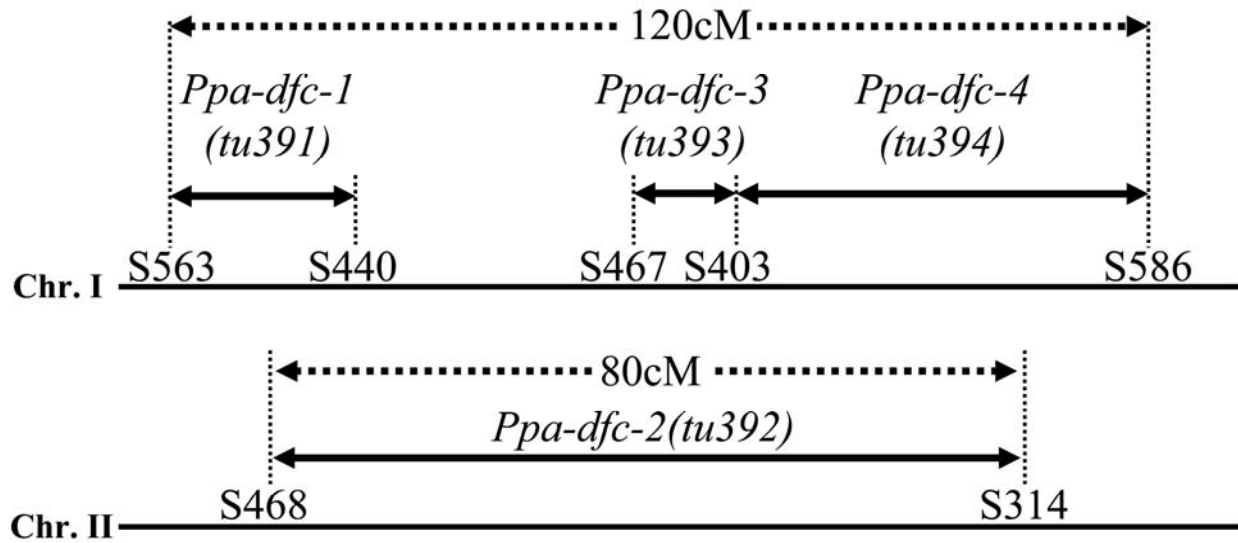 120cM
Ppa-dfc-1 Ppa-dfc-3 Ppa-dfc-4
(tu391) (tu393) (tu394)
S563 S440 S467 S403 S586
Chr. I
80cM
Ppa-dfc-2(tu392)
S468 S314
Chr. II